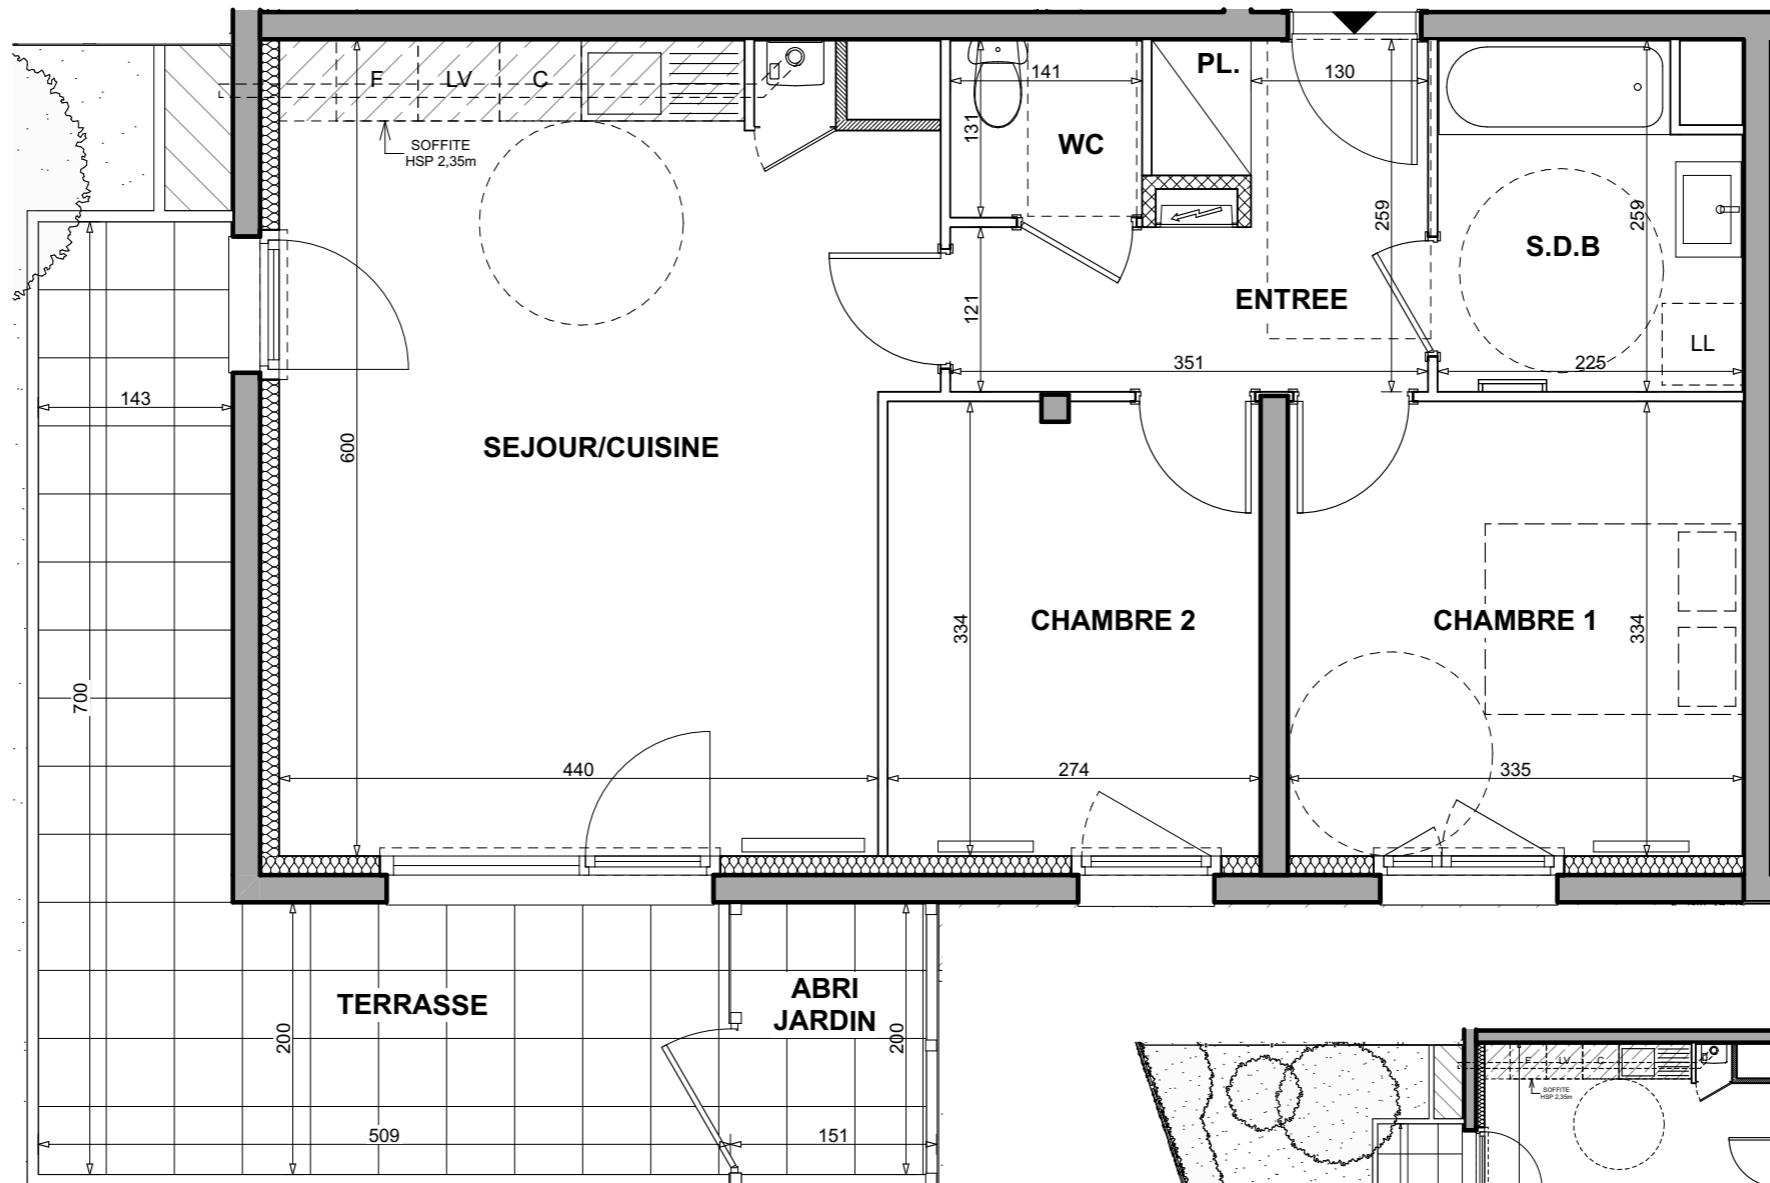 F
LV
C
SOFFITE
HSP 2,35m
141
131
WC
PL.
130
259
259
S.D.B
ENTREE
121
351
225
LL
143
600
SEJOUR/CUISINE
334
CHAMBRE 2
CHAMBRE 1
334
700
440
274
335
TERRASSE
ABRI
JARDIN
200
200
509
151
F
LV
C
SOFFITE
HSP 2,35m